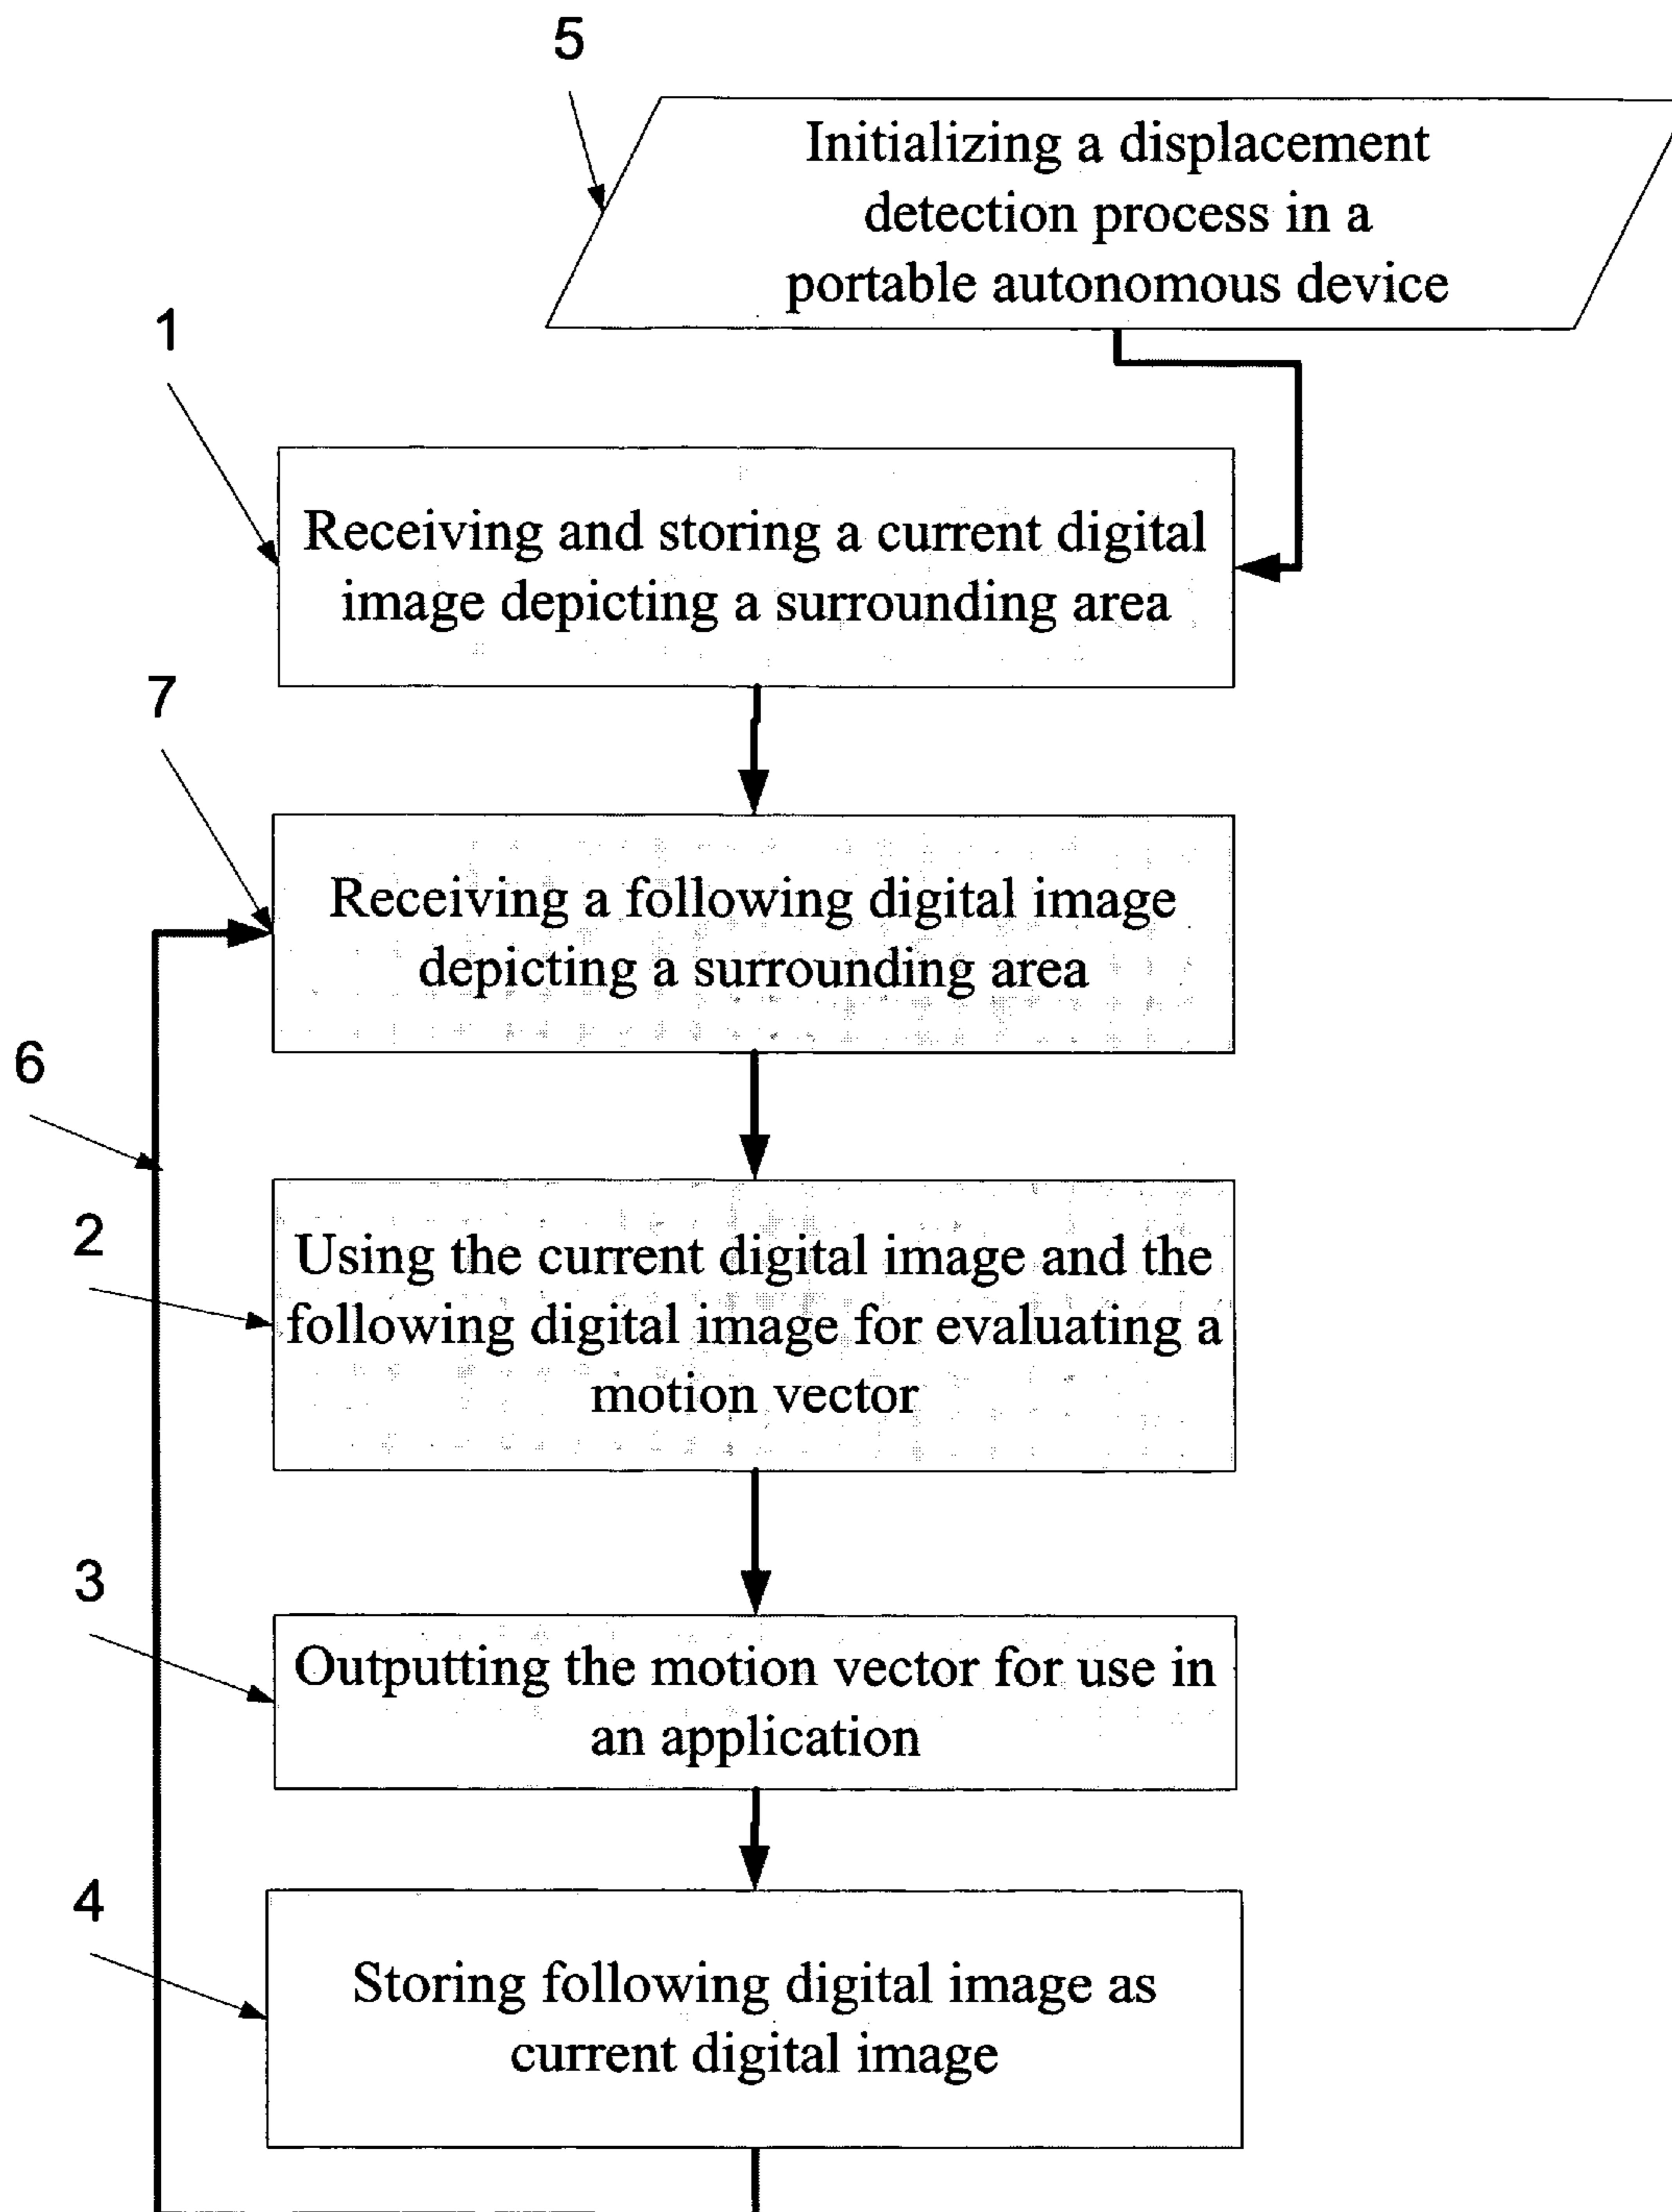 5
Initializing a displacement
detection process in a
portable autonomous device
1
Receiving and storing a current digital
image depicting a surrounding area
7
Receiving a following digital image
depicting a surrounding area
6
2
Using the current digital image and the
following digital image for evaluating a
motion vector
3
Outputting the motion vector for use in
an application
4
Storing following digital image as
current digital image